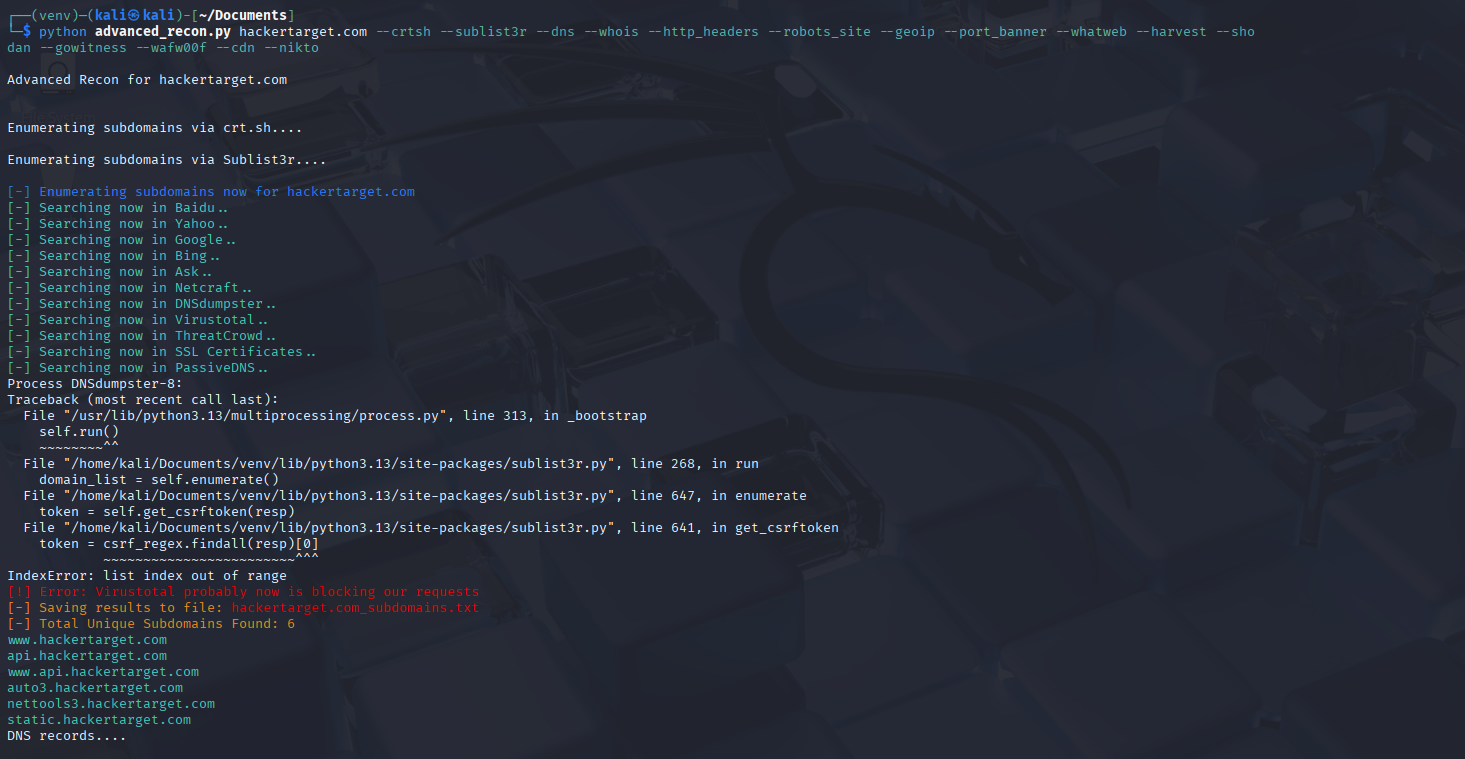 ┌──(venv)─(kali㉿kali)-[~/Documents]
└─$ python advanced_recon.py hackertarget.com --crtsh --sublist3r --dns --whois --http_headers --robots_site --geoip --port_banner --whatweb --harvest --sho
dan --gowitness --wafw00f --cdn --nikto
Advanced Recon for hackertarget.com
Enumerating subdomains via crt.sh....
Enumerating subdomains via Sublist3r....
[-] Enumerating subdomains now for hackertarget.com
[-] Searching now in Baidu..
[-] Searching now in Yahoo..
[-] Searching now in Google..
[-] Searching now in Bing..
[-] Searching now in Ask..
[-] Searching now in Netcraft..
[-] Searching now in DNSdumpster..
[-] Searching now in Virustotal..
[-] Searching now in ThreatCrowd..
[-] Searching now in SSL Certificates..
[-] Searching now in PassiveDNS..
Process DNSdumpster-8:
Traceback (most recent call last):
  File "/usr/lib/python3.13/multiprocessing/process.py", line 313, in _bootstrap
    self.run()
    ~~~~~~~~^^
  File "/home/kali/Documents/venv/lib/python3.13/site-packages/sublist3r.py", line 268, in run
    domain_list = self.enumerate()
  File "/home/kali/Documents/venv/lib/python3.13/site-packages/sublist3r.py", line 647, in enumerate
    token = self.get_csrftoken(resp)
  File "/home/kali/Documents/venv/lib/python3.13/site-packages/sublist3r.py", line 641, in get_csrftoken
    token = csrf_regex.findall(resp)[0]
            ~~~~~~~~~~~~~~~~~~~~~~~~^^^
IndexError: list index out of range
[!] Error: Virustotal probably now is blocking our requests
[-] Saving results to file: hackertarget.com_subdomains.txt
[-] Total Unique Subdomains Found: 6
www.hackertarget.com
api.hackertarget.com
www.api.hackertarget.com
auto3.hackertarget.com
nettools3.hackertarget.com
static.hackertarget.com
DNS records....